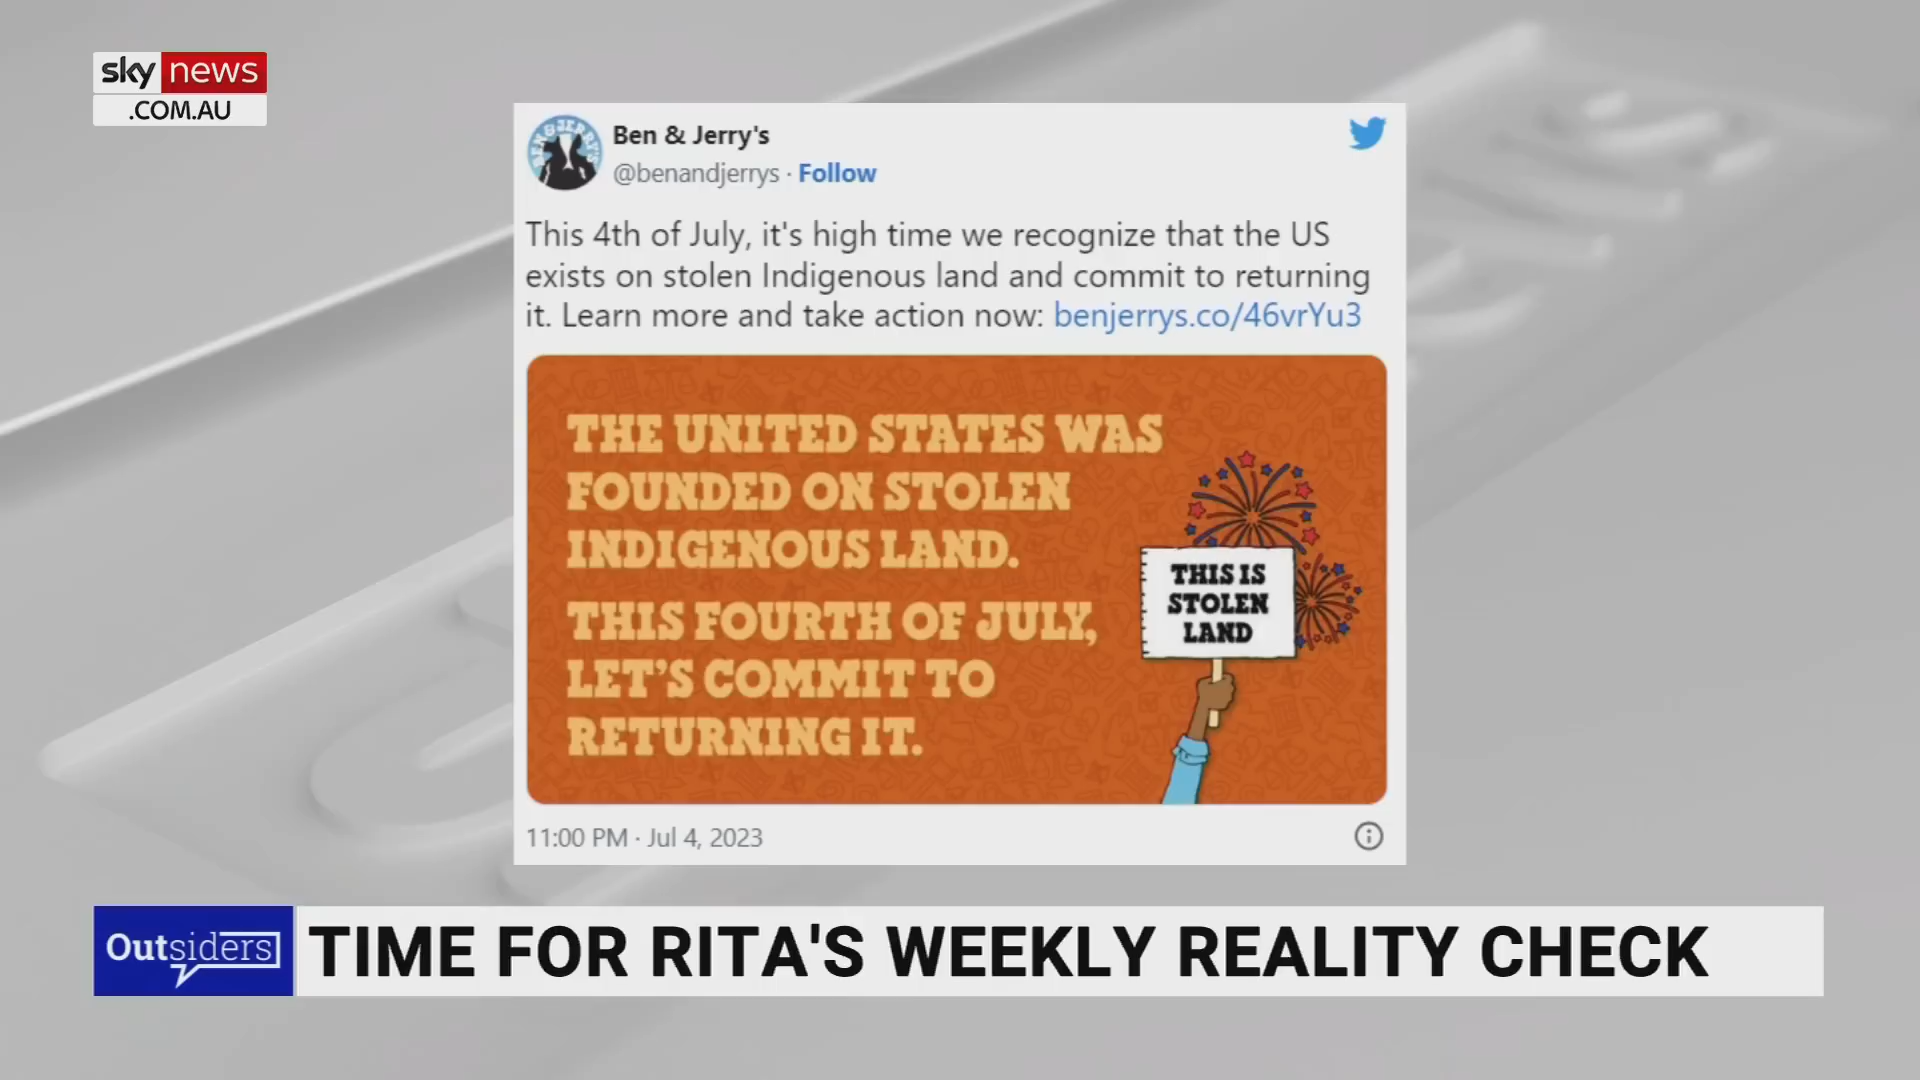 sky news
.COM.AU
BEN & JERRY'S
Ben & Jerry's
@benandjerrys · Follow
This 4th of July, it's high time we recognize that the US
exists on stolen Indigenous land and commit to returning
it. Learn more and take action now: benjerrys.co/46vrYu3
THE UNITED STATES WAS
FOUNDED ON STOLEN
INDIGENOUS LAND.
THIS FOURTH OF JULY,
LET'S COMMIT TO
RETURNING IT.
THIS IS
STOLEN
LAND
11:00 PM · Jul 4, 2023
Outsiders
TIME FOR RITA'S WEEKLY REALITY CHECK